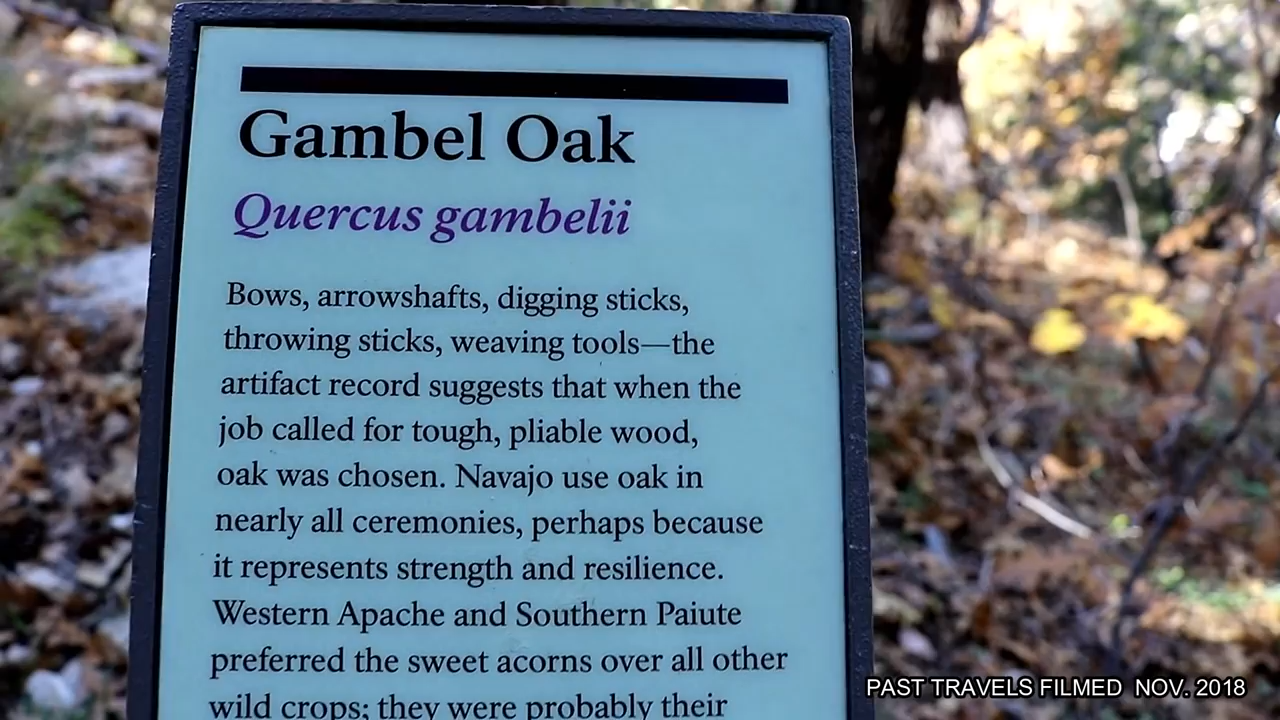 Gambel Oak
Quercus gambelii
Bows, arrowshafts, digging sticks,
throwing sticks, weaving tools—the
artifact record suggests that when the
job called for tough, pliable wood,
oak was chosen. Navajo use oak in
nearly all ceremonies, perhaps because
it represents strength and resilience.
Western Apache and Southern Paiute
preferred the sweet acorns over all other
wild crops; they were probably their
PAST TRAVELS FILMED NOV. 2018